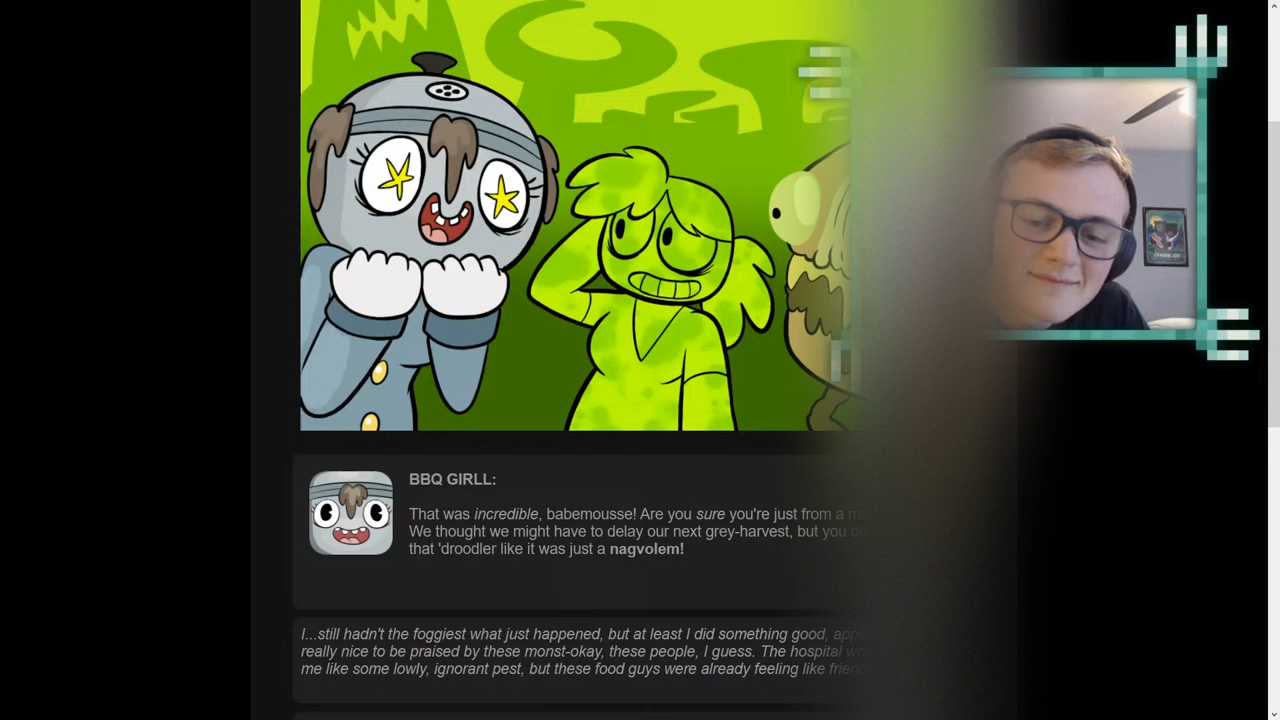 BBQ GIRLL:
That was incredible, babemousse! Are you sure you're just from a
We thought we might have to delay our next grey-harvest, but you
that 'droodler like it was just a nagvolem!
I...still hadn't the foggiest what just happened, but at least I did something good,
really nice to be praised by these monst-okay, these people, I guess. The hospital
me like some lowly, ignorant pest, but these food guys were already feeling like